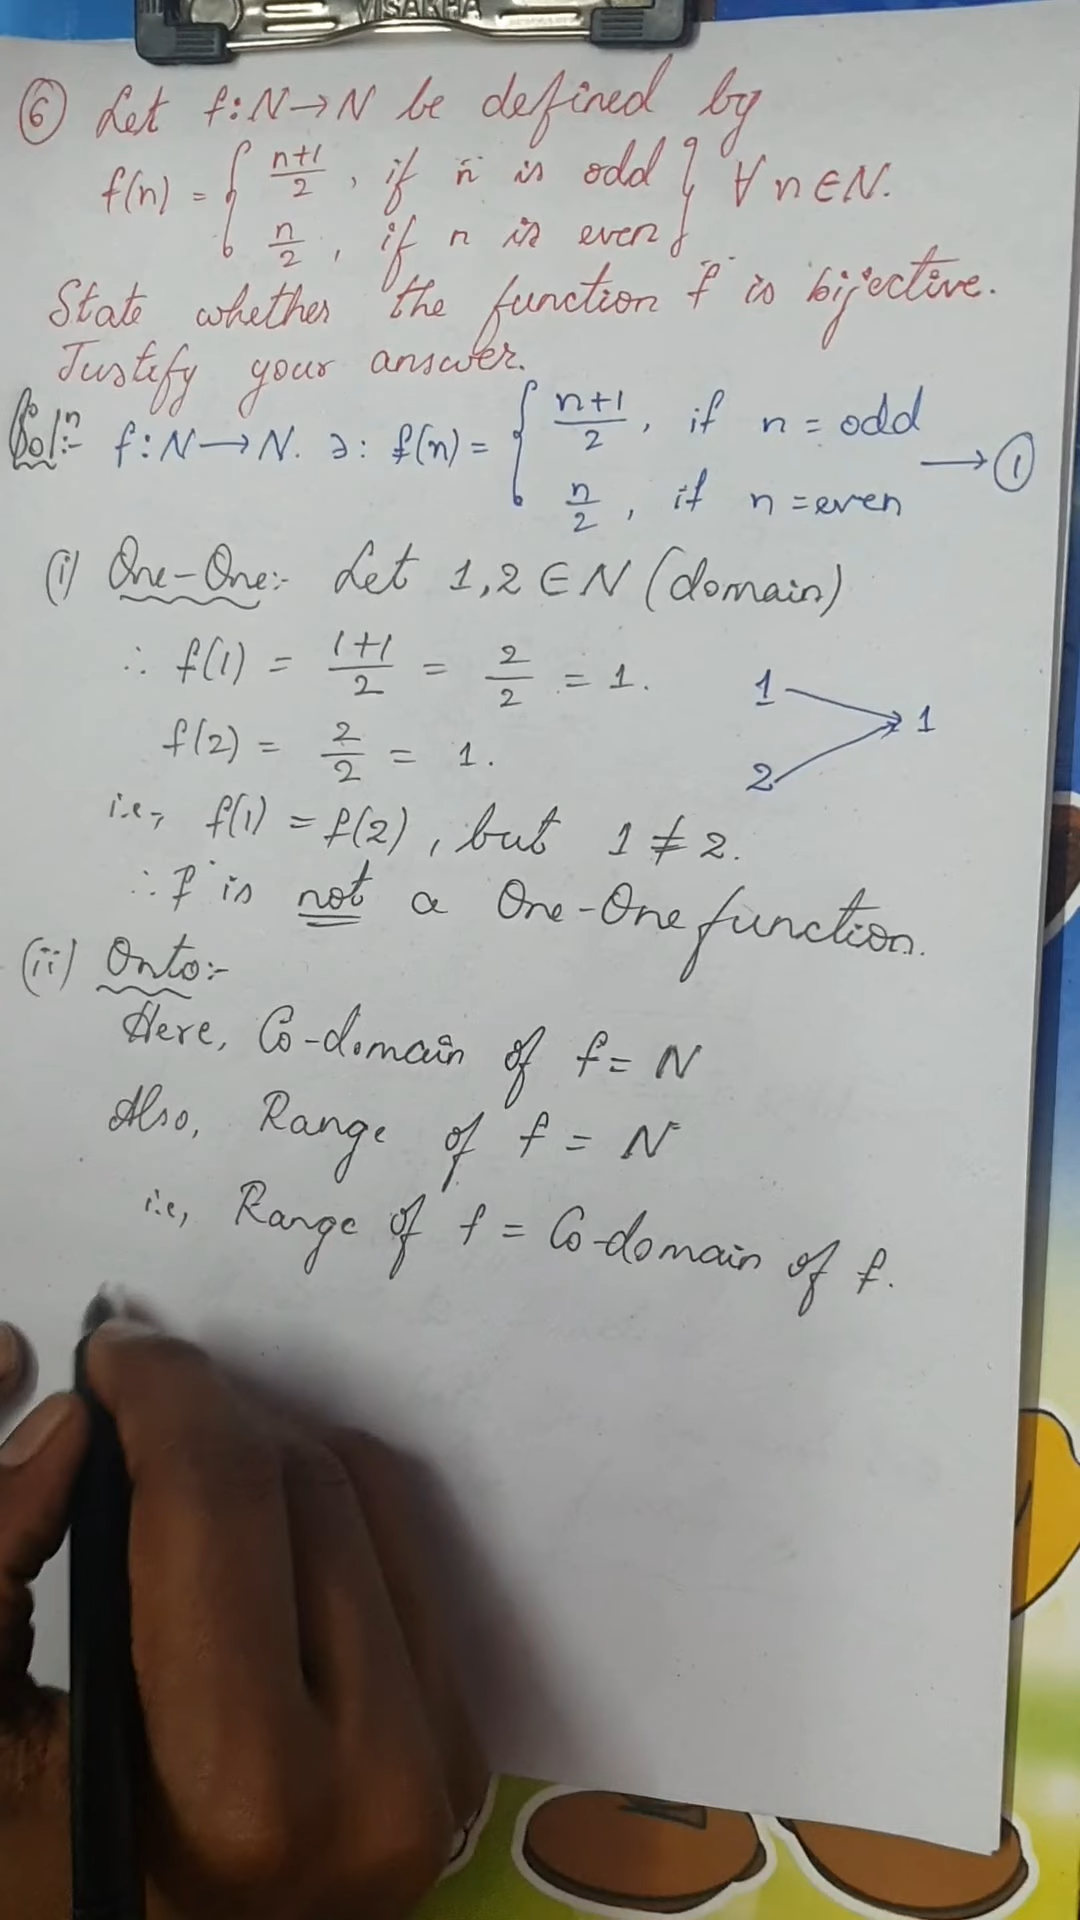 VISAKHA
⑥ Let f:N→N be defined by
f(n) = { n+1/2, if n is odd
n/2, if n is even } ∀ n∈N.
State whether the function f is bijective.
Justify your answer.
Solⁿ:- f:N→N. ∋: f(n) = { n+1/2, if n = odd
n/2, if n = even → ①
(i) One-One:- Let 1,2 ∈ N (domain)
∴ f(1) = 1+1/2 = 2/2 = 1.
f(2) = 2/2 = 1.
1 → 1
2
i.e., f(1) = f(2), but 1 ≠ 2.
∴ f is not a One-One function.
(ii) Onto:-
Here, Co-domain of f = N
Also, Range of f = N
i.e., Range of f = Co-domain of f.